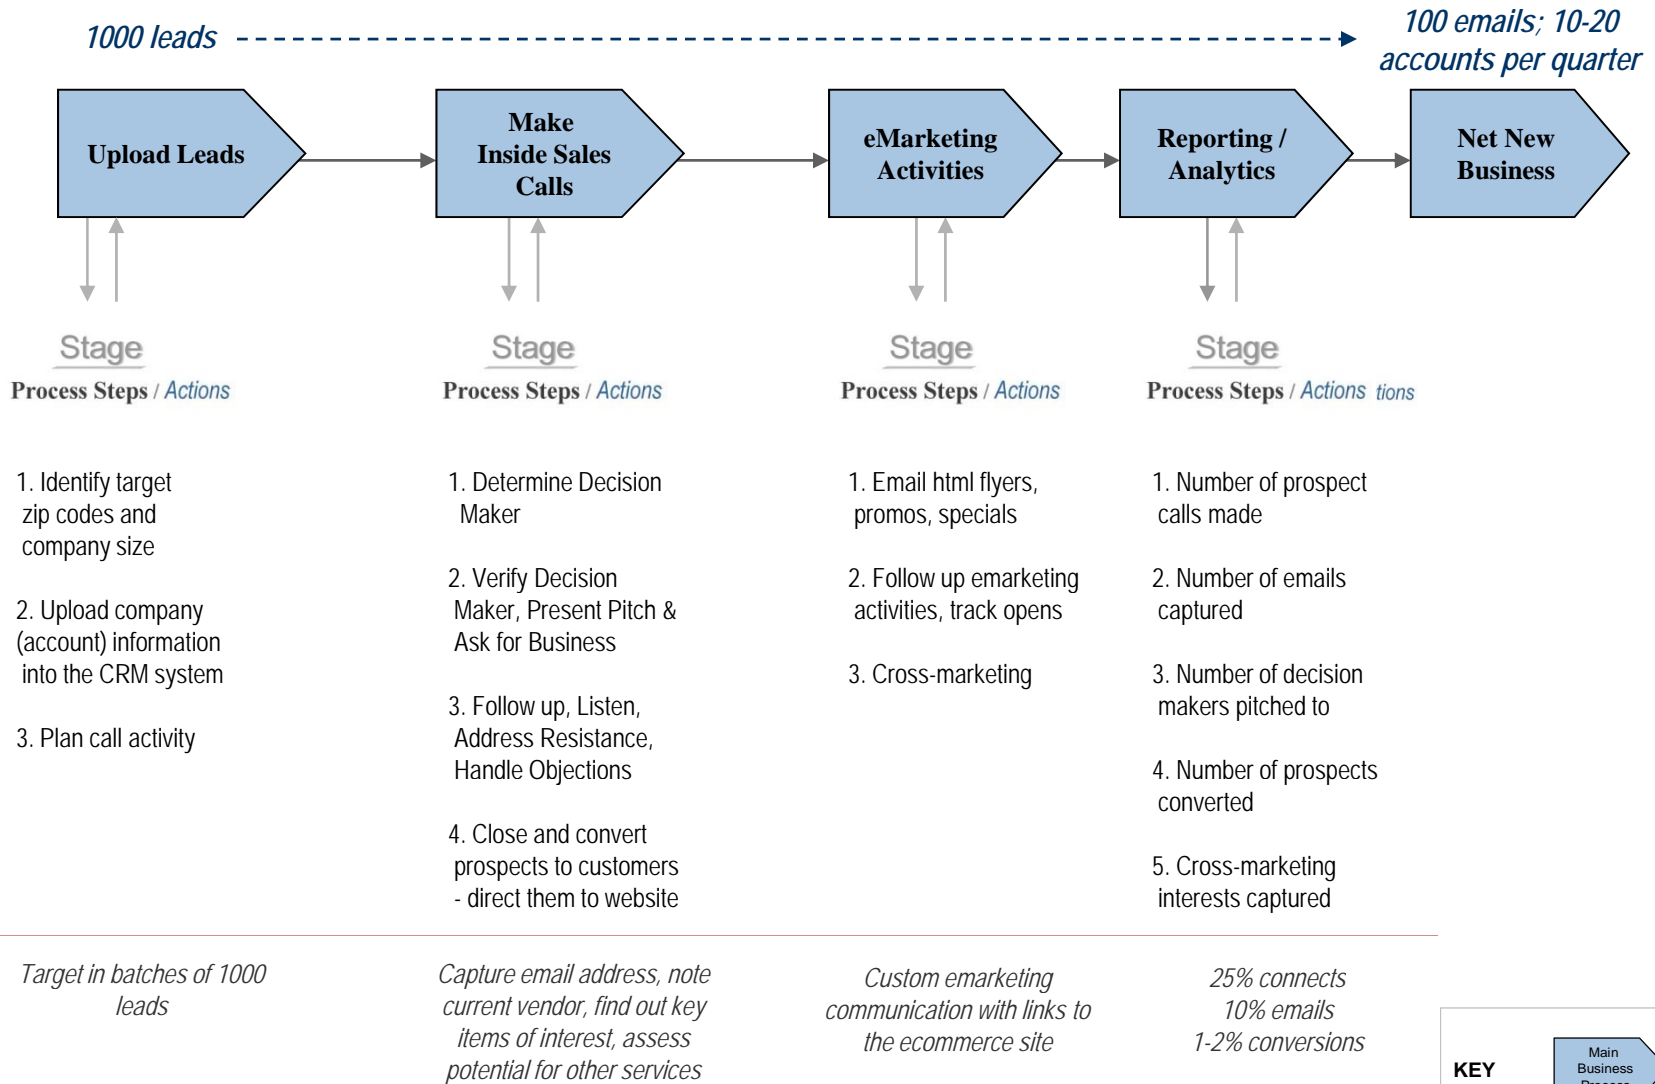 1000 leads
100 emails; 10-20
accounts per quarter
Upload Leads
Make
Inside Sales
Calls
eMarketing
Activities
Reporting /
Analytics
Net New
Business
Stage
Process Steps / Actions
Stage
Process Steps / Actions
Stage
Process Steps / Actions
Stage
Process Steps / Actions tions
1. Identify target
zip codes and
company size
2. Upload company
(account) information
into the CRM system
3. Plan call activity
1. Determine Decision
Maker
2. Verify Decision
Maker, Present Pitch &
Ask for Business
3. Follow up, Listen,
Address Resistance,
Handle Objections
4. Close and convert
prospects to customers
- direct them to website
1. Email html flyers,
promos, specials
2. Follow up emarketing
activities, track opens
3. Cross-marketing
1. Number of prospect
calls made
2. Number of emails
captured
3. Number of decision
makers pitched to
4. Number of prospects
converted
5. Cross-marketing
interests captured
Target in batches of 1000
leads
Capture email address, note
current vendor, find out key
items of interest, assess
potential for other services
Custom emarketing
communication with links to
the ecommerce site
25% connects
10% emails
1-2% conversions
KEY
Main
Business
Process